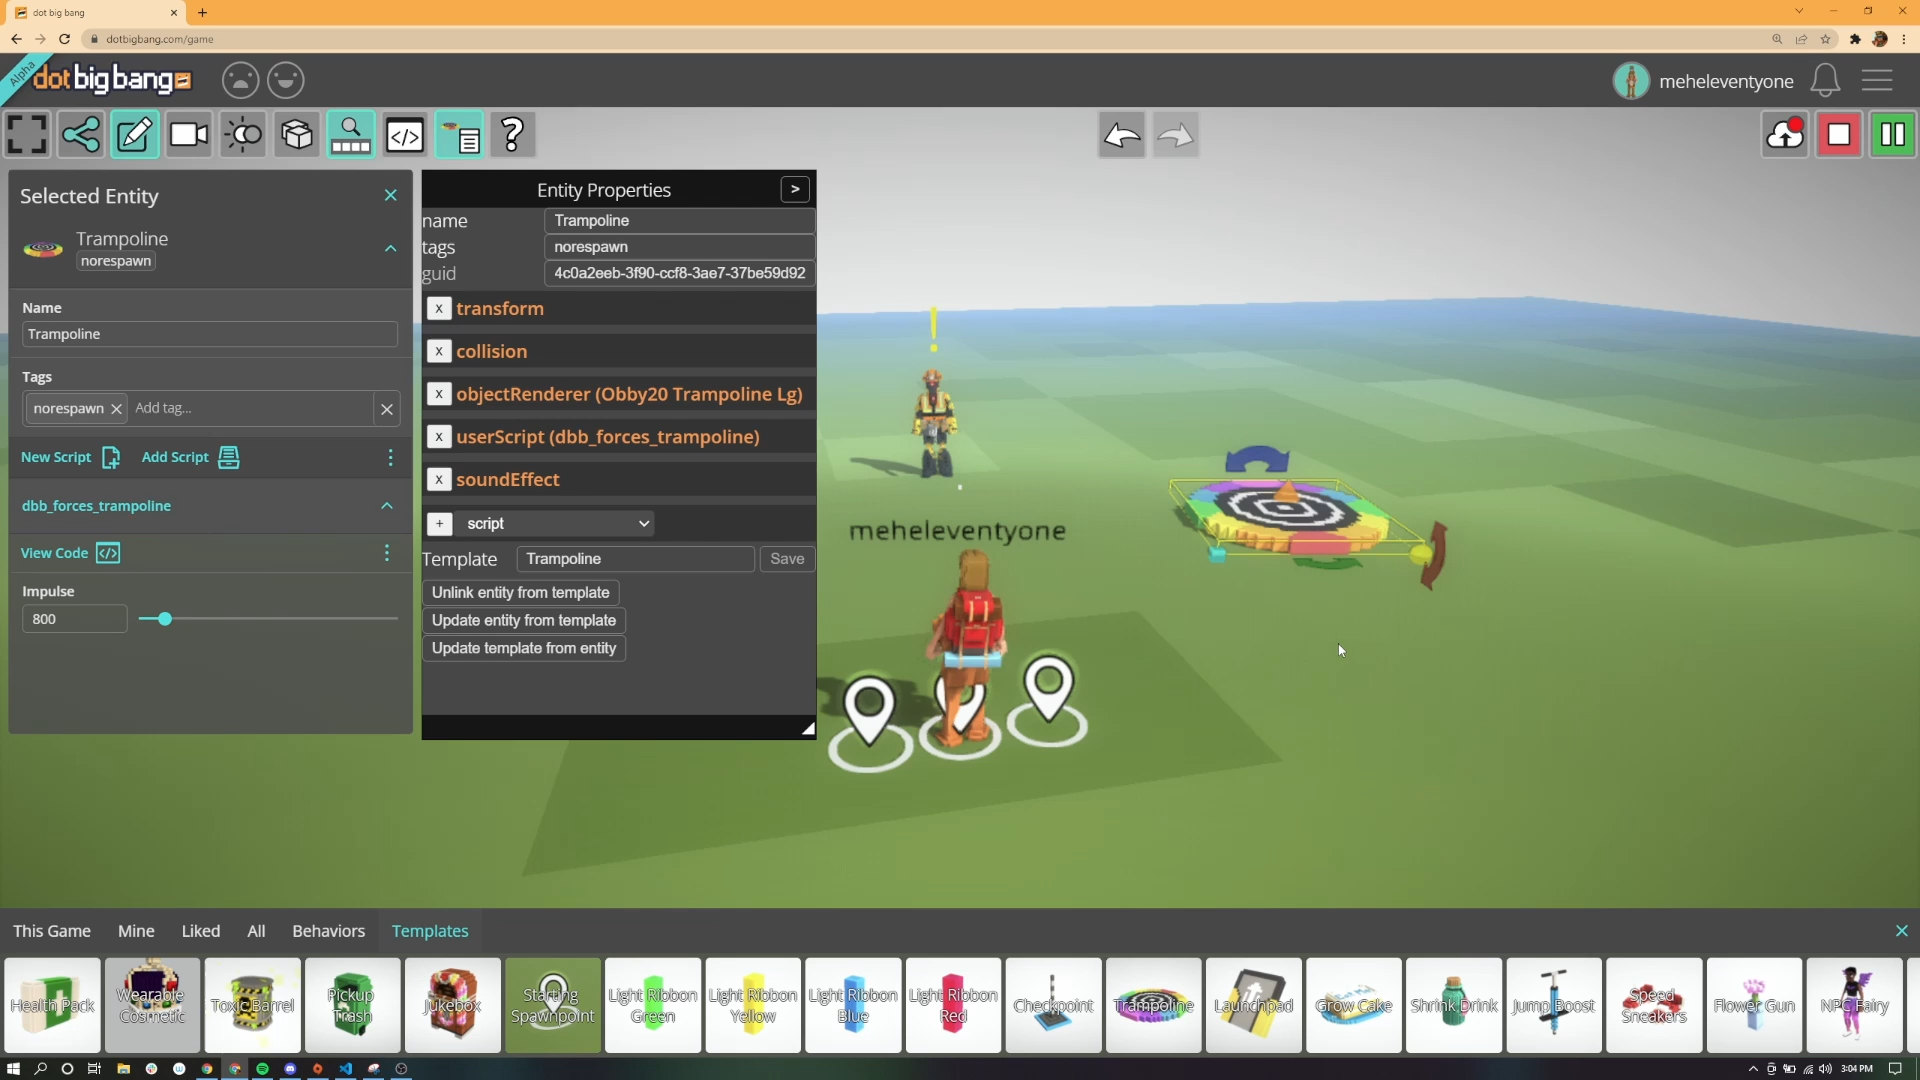 dot big bang
dotbigbang.com/game
Alpha
dotbigbang
meheleventyone
Selected Entity
Trampoline
norespawn
Name
Trampoline
Tags
norespawn
Add tag...
New Script
Add Script
dbb_forces_trampoline
View Code
Impulse
800
Entity Properties
>
name
Trampoline
tags
norespawn
guid
4c0a2eeb-3f90-ccf8-3ae7-37be59d92
x transform
x collision
x objectRenderer (Obby20 Trampoline Lg)
x userScript (dbb_forces_trampoline)
x soundEffect
+ script
Template
Trampoline
Save
Unlink entity from template
Update entity from template
Update template from entity
meheleventyone
This Game
Mine
Liked
All
Behaviors
Templates
Health Pack
Wearable Cosmetic
Toxic Barrel
Pickup Trash
Jukebox
Starting Spawnpoint
Light Ribbon Green
Light Ribbon Yellow
Light Ribbon Blue
Light Ribbon Red
Checkpoint
Trampoline
Launchpad
Grow Cake
Shrink Drink
Jump Boost
Speed Sneakers
Flower Gun
NPC Fairy
3:04 PM